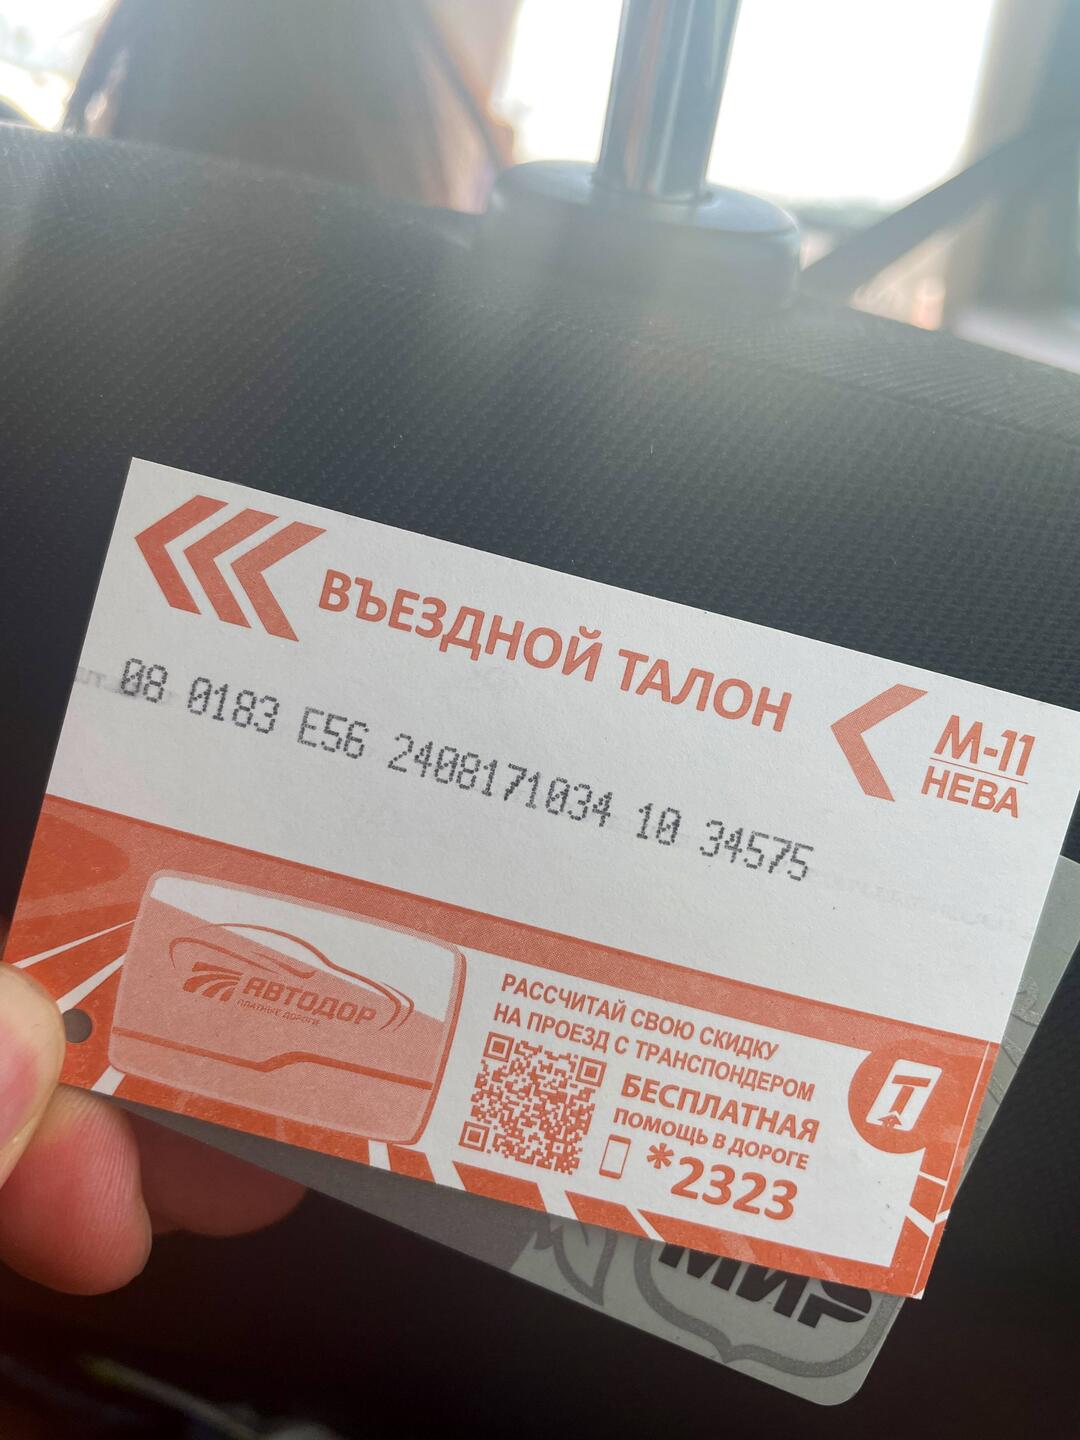 ВЪЕЗДНОЙ ТАЛОН
М-11
НЕВА
08 0183 E56 2408171034 10 34575
АВТОДОР
ПЛАТНЫЕ ДОРОГИ
РАССЧИТАЙ СВОЮ СКИДКУ
НА ПРОЕЗД С ТРАНСПОНДЕРОМ
БЕСПЛАТНАЯ
ПОМОЩЬ В ДОРОГЕ
*2323
Т
МИР